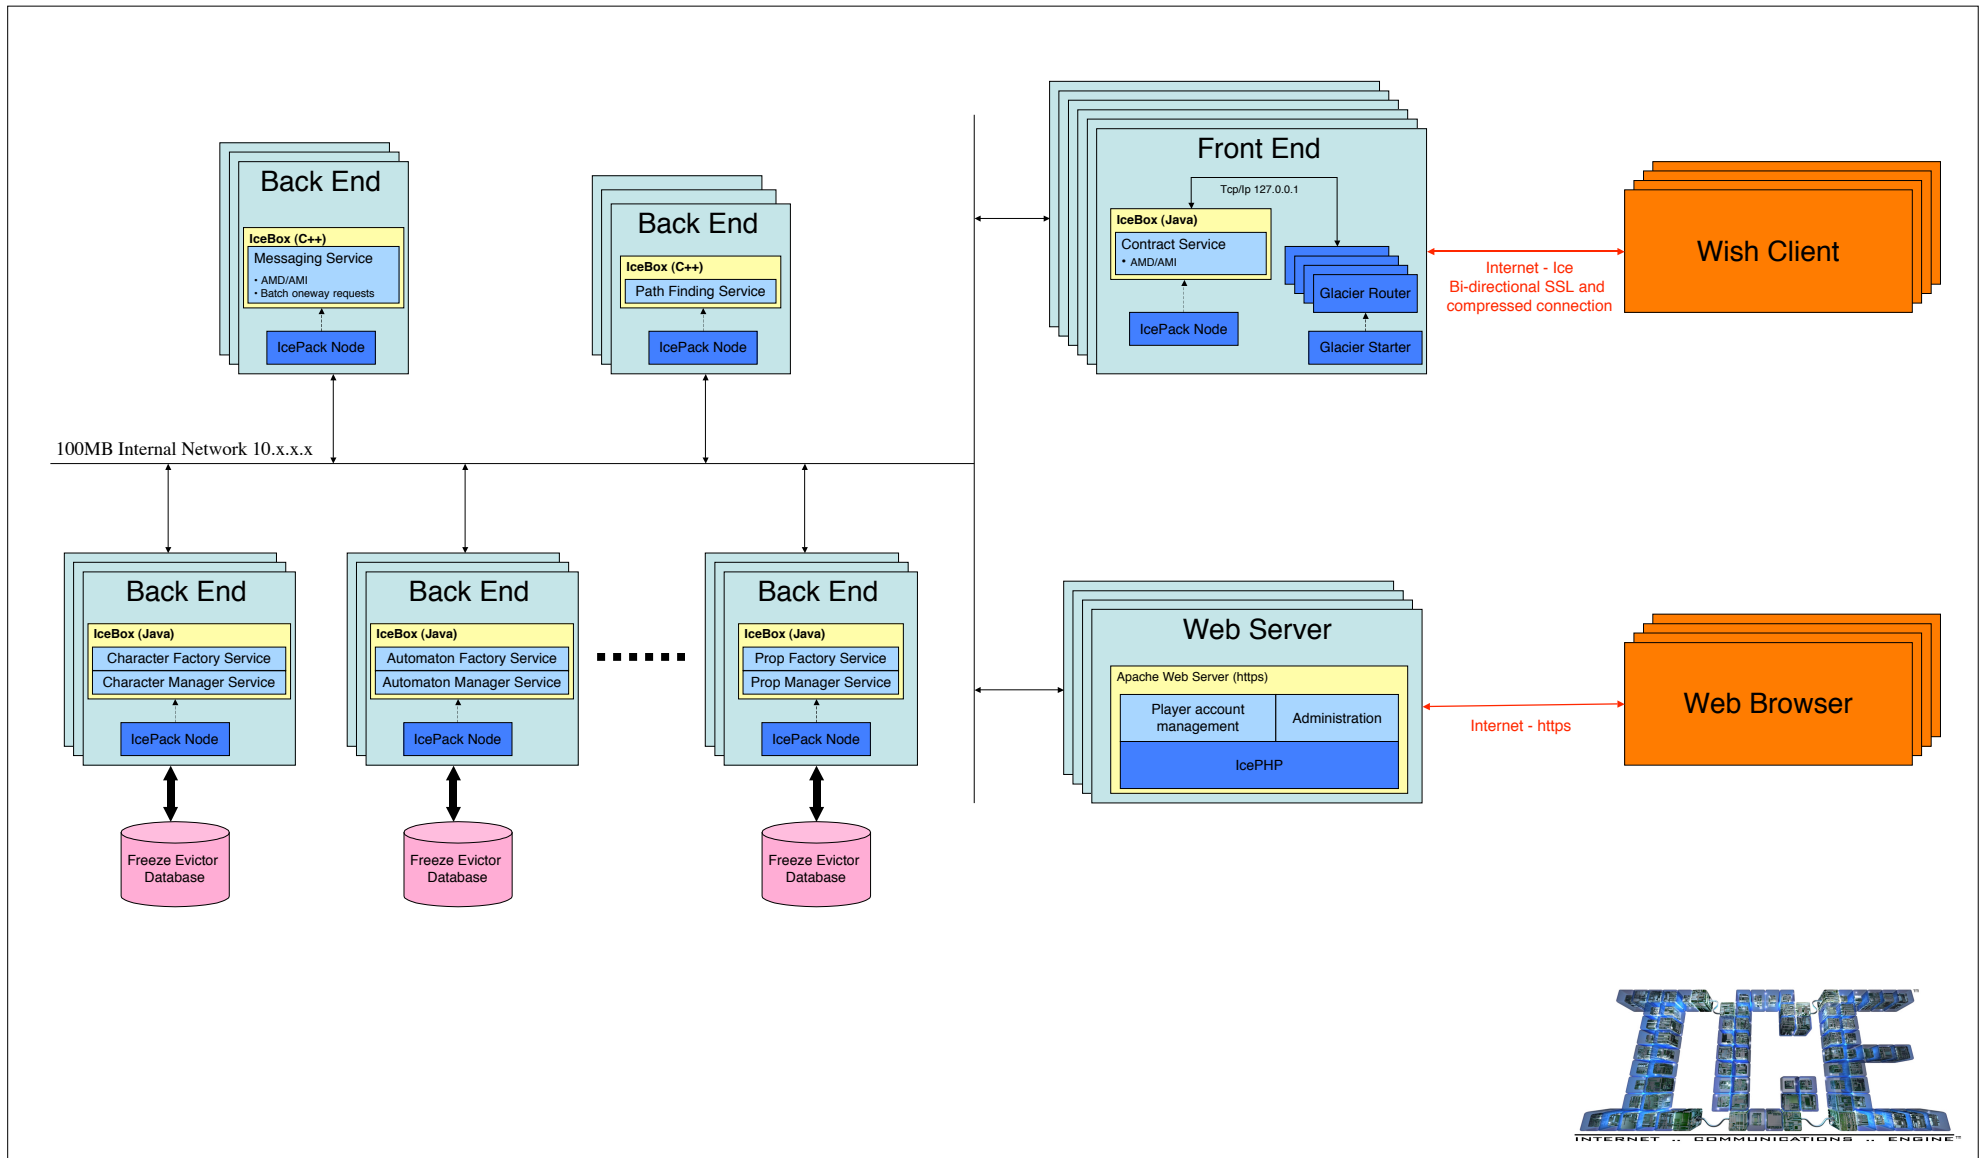 Back End
IceBox (C++)
Messaging Service
• AMD/AMI
• Batch oneway requests
IcePack Node
Back End
IceBox (C++)
Path Finding Service
IcePack Node
Front End
Tcp/Ip 127.0.0.1
IceBox (Java)
Contract Service
• AMD/AMI
IcePack Node
Glacier Router
Glacier Starter
Internet - Ice
Bi-directional SSL and
compressed connection
Wish Client
100MB Internal Network 10.x.x.x
Back End
IceBox (Java)
Character Factory Service
Character Manager Service
IcePack Node
Freeze Evictor
Database
Back End
IceBox (Java)
Automaton Factory Service
Automaton Manager Service
IcePack Node
Freeze Evictor
Database
Back End
IceBox (Java)
Prop Factory Service
Prop Manager Service
IcePack Node
Freeze Evictor
Database
Web Server
Apache Web Server (https)
Player account
management
Administration
IcePHP
Internet - https
Web Browser
ICE™
INTERNET :: COMMUNICATIONS :: ENGINE™